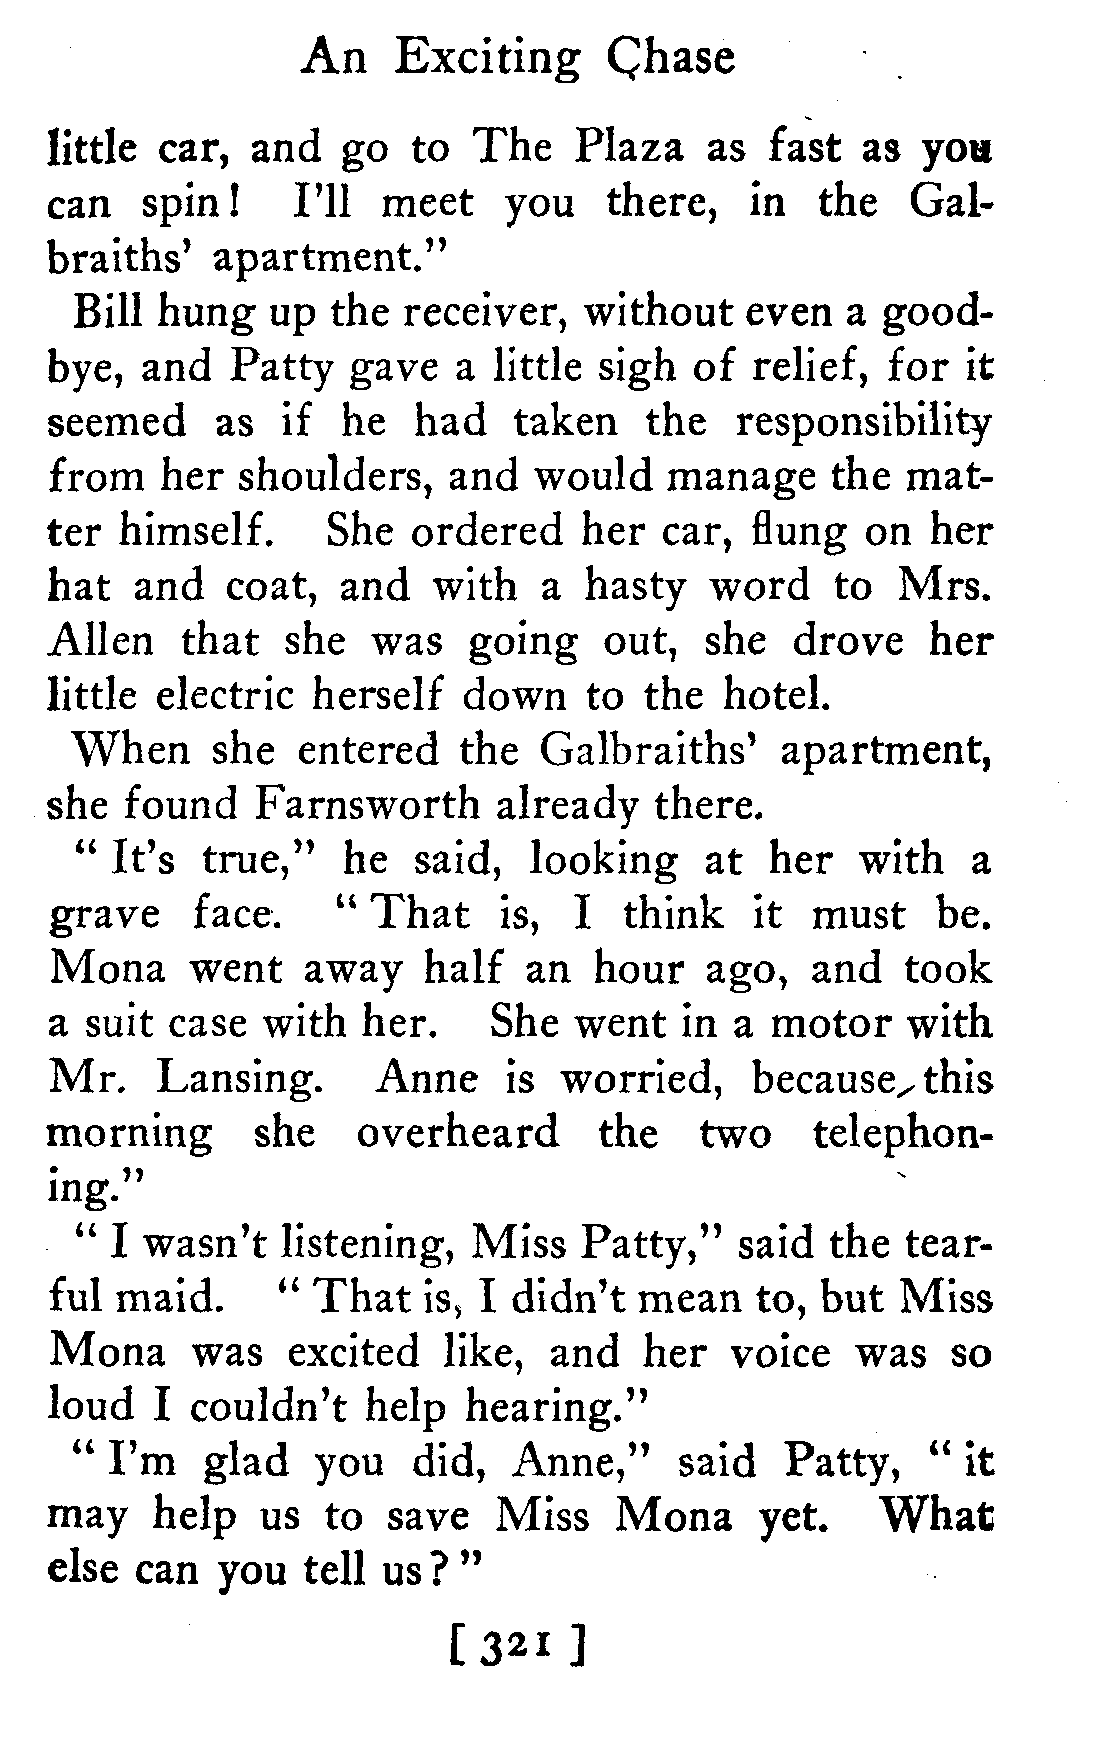 An Exciting Chase
little car, and go to The Plaza as fast as you
can spin! I'll meet you there, in the Gal-
braiths' apartment."
Bill hung up the receiver, without even a good-
bye, and Patty gave a little sigh of relief, for it
seemed as if he had taken the responsibility
from her shoulders, and would manage the mat-
ter himself. She ordered her car, flung on her
hat and coat, and with a hasty word to Mrs.
Allen that she was going out, she drove her
little electric herself down to the hotel.
When she entered the Galbraiths' apartment,
she found Farnsworth already there.
"It's true," he said, looking at her with a
grave face. "That is, I think it must be.
Mona went away half an hour ago, and took
a suit case with her. She went in a motor with
Mr. Lansing. Anne is worried, because, this
morning she overheard the two telephon-
ing."
"I wasn't listening, Miss Patty," said the tear-
ful maid. "That is, I didn't mean to, but Miss
Mona was excited like, and her voice was so
loud I couldn't help hearing."
"I'm glad you did, Anne," said Patty, "it
may help us to save Miss Mona yet. What
else can you tell us?"
[ 321 ]